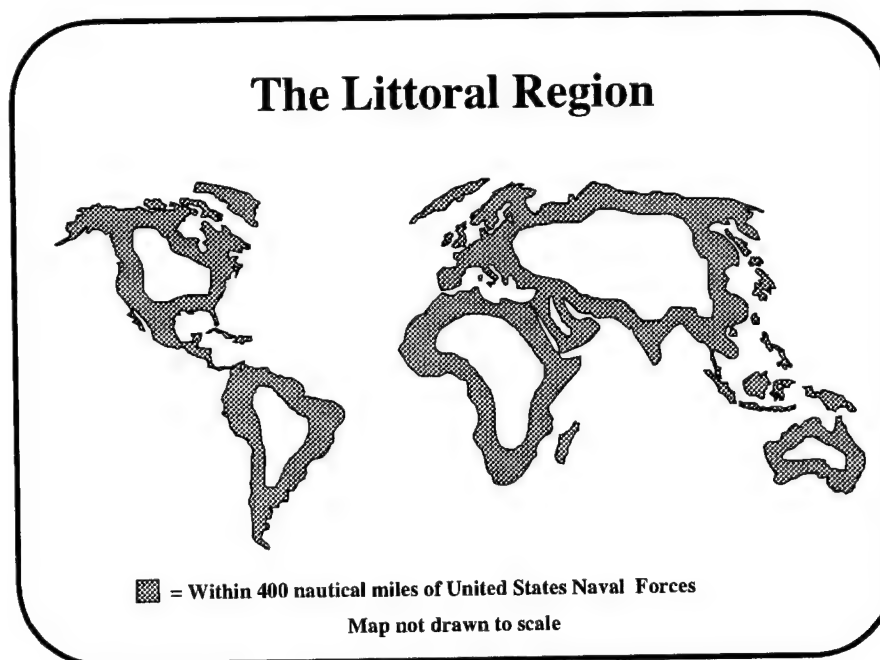 The Littoral Region
= Within 400 nautical miles of United States Naval Forces
Map not drawn to scale